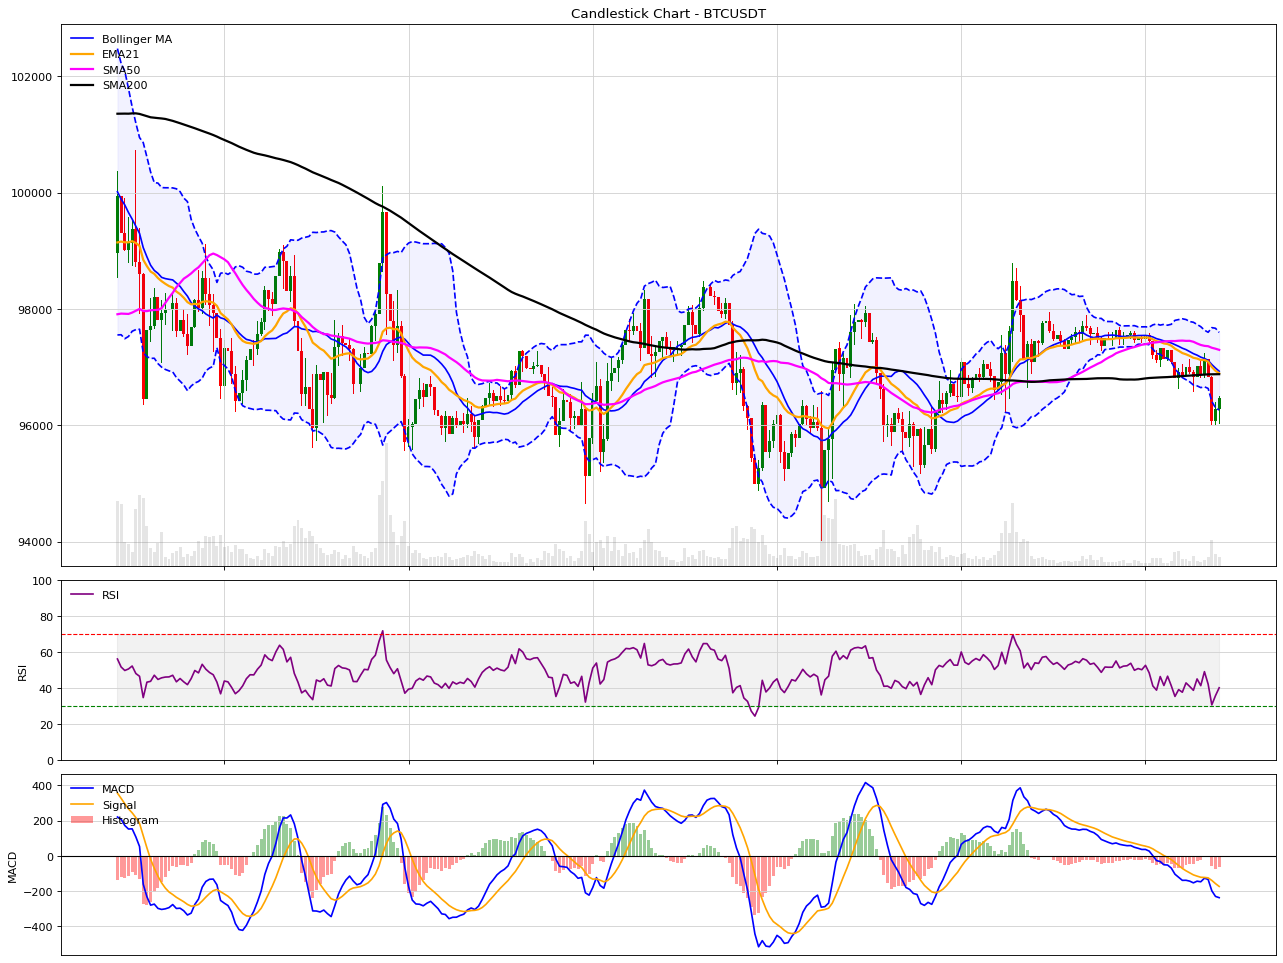 Candlestick Chart - BTCUSDT
Bollinger MA
EMA21
SMA50
SMA200
102000
100000
98000
96000
94000
RSI
RSI
100
80
60
40
20
0
MACD
Signal
Histogram
MACD
400
200
0
−200
−400